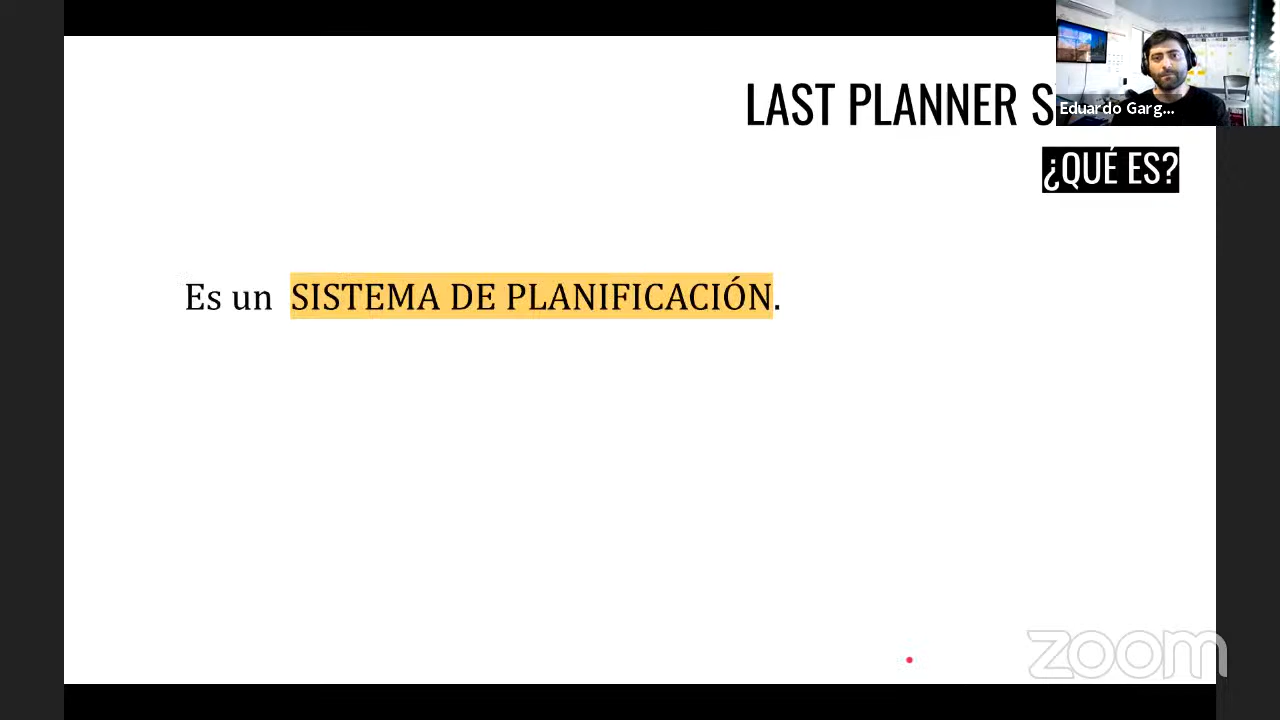 LAST PLANNER
Eduardo Garg...
¿QUÉ ES?
Es un SISTEMA DE PLANIFICACIÓN.
zoom